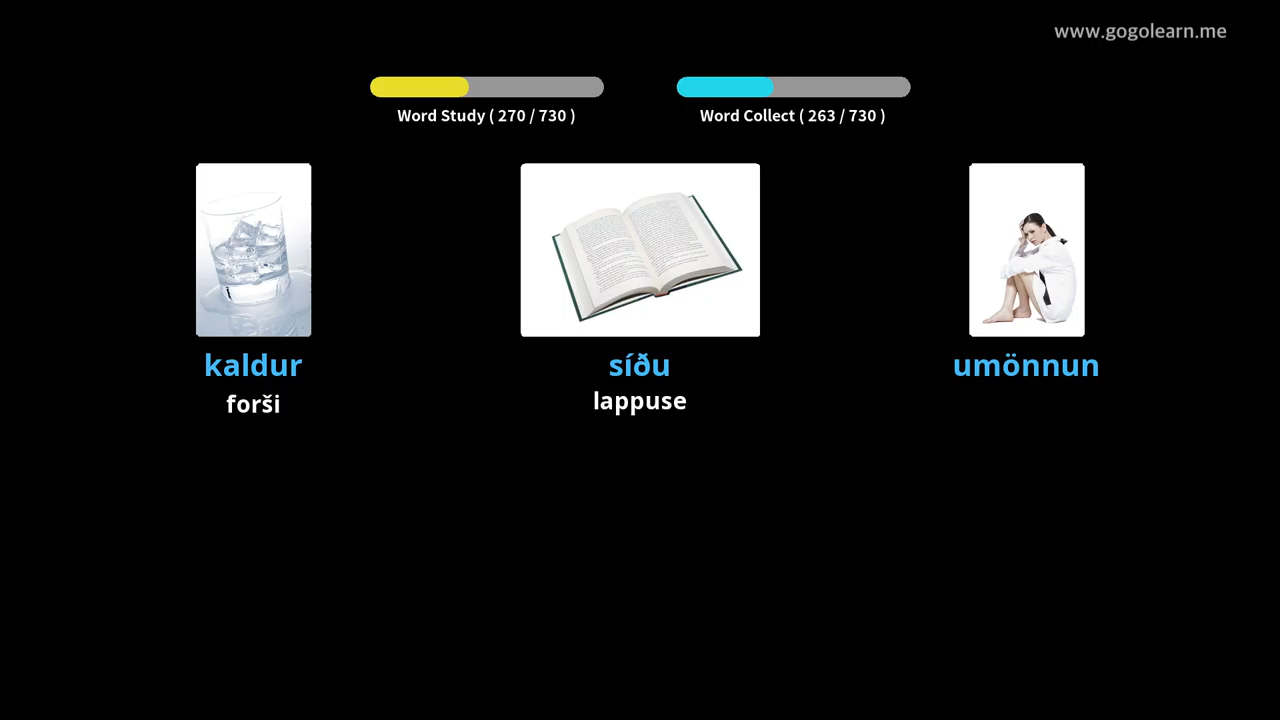 www.gogolearn.me
Word Study ( 270 / 730 )
Word Collect ( 263 / 730 )
kaldur
síðu
umönnun
forši
lappuse